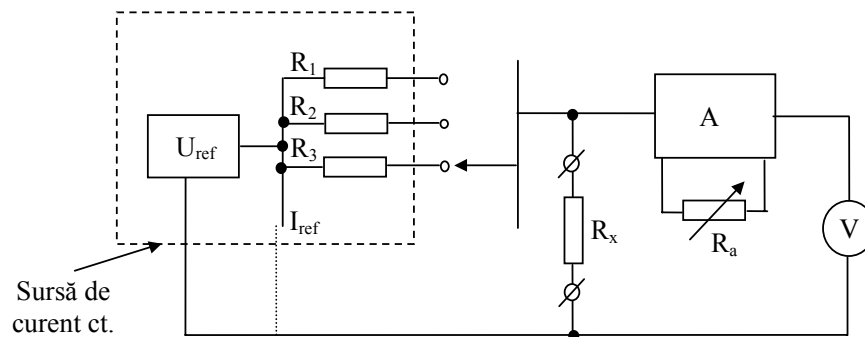 R1
R2
R3
Uref
Iref
Sursă de
curent ct.
Rx
A
Ra
V